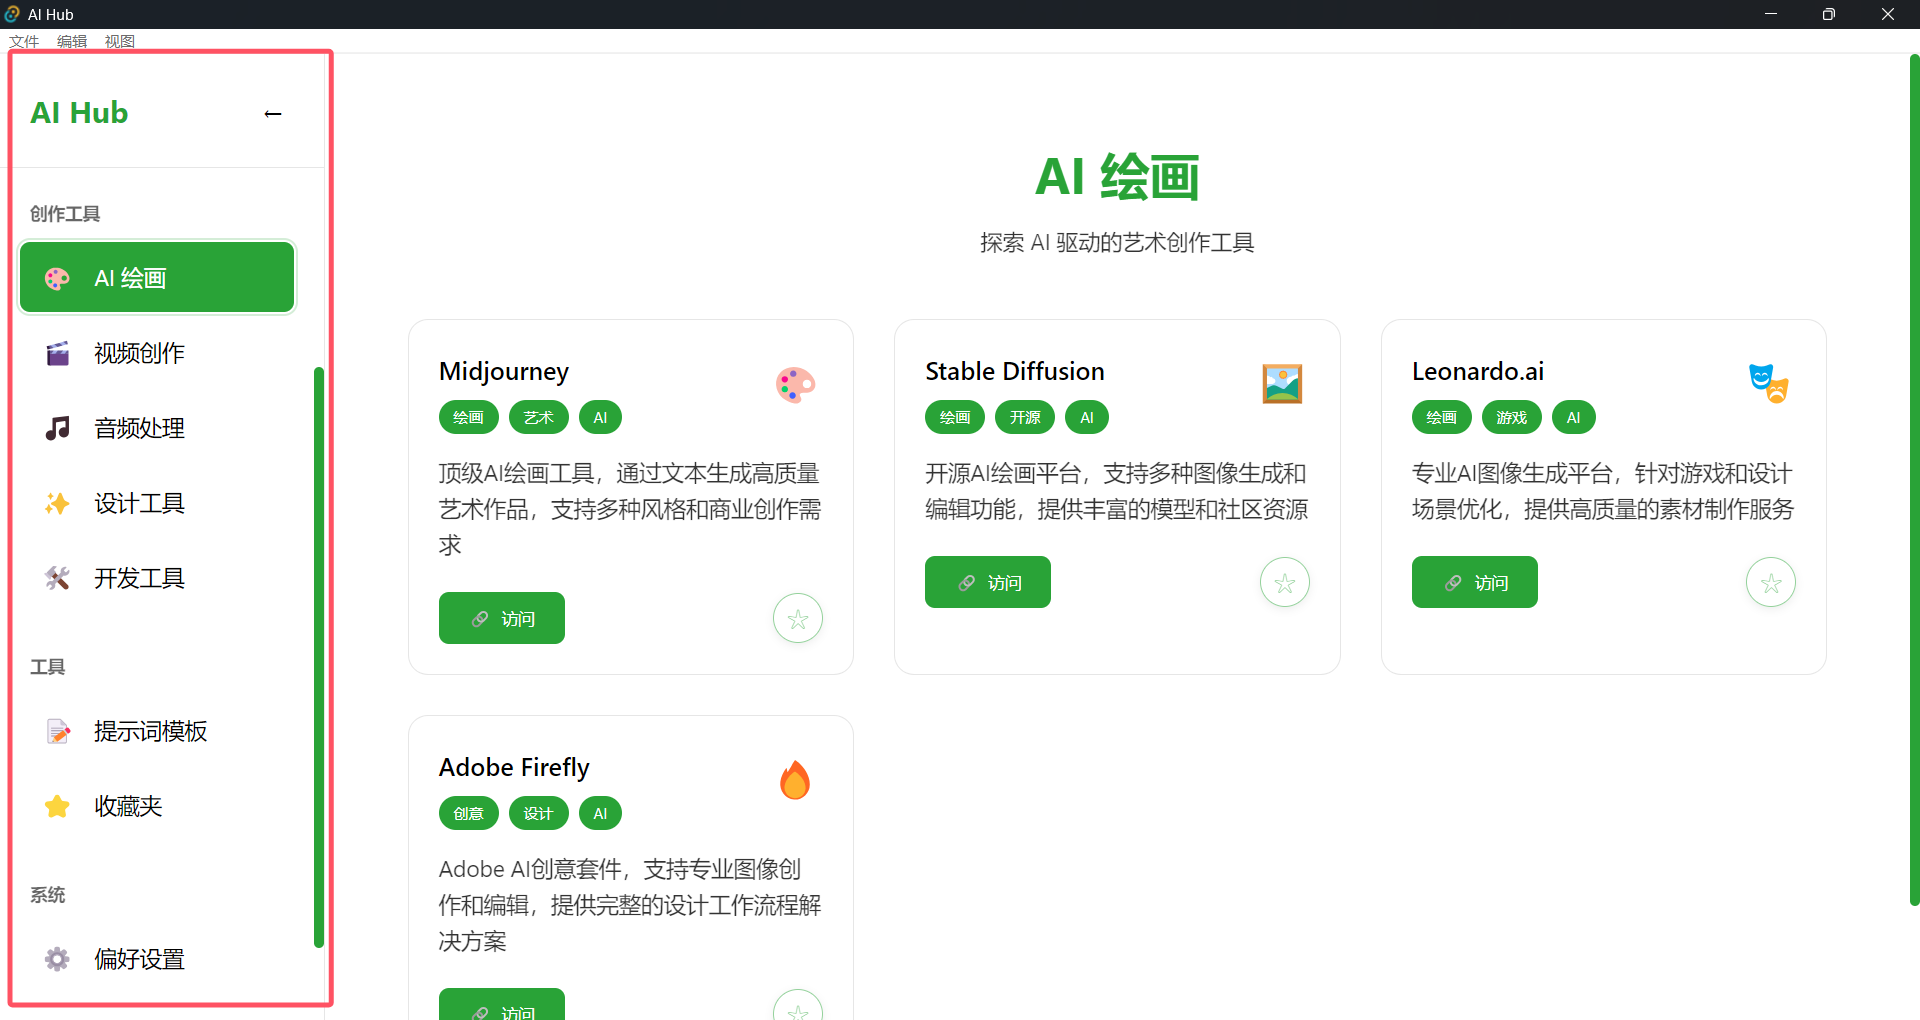 AI Hub
文件 编辑 视图
AI Hub ←
创作工具
AI 绘画
视频创作
音频处理
设计工具
开发工具
工具
提示词模板
收藏夹
系统
偏好设置
AI 绘画
探索 AI 驱动的艺术创作工具
Midjourney
绘画 艺术 AI
顶级AI绘画工具，通过文本生成高质量
艺术作品，支持多种风格和商业创作需
求
访问
Stable Diffusion
绘画 开源 AI
开源AI绘画平台，支持多种图像生成和
编辑功能，提供丰富的模型和社区资源
访问
Leonardo.ai
绘画 游戏 AI
专业AI图像生成平台，针对游戏和设计
场景优化，提供高质量的素材制作服务
访问
Adobe Firefly
创意 设计 AI
Adobe AI创意套件，支持专业图像创
作和编辑，提供完整的设计工作流程解
决方案
访问